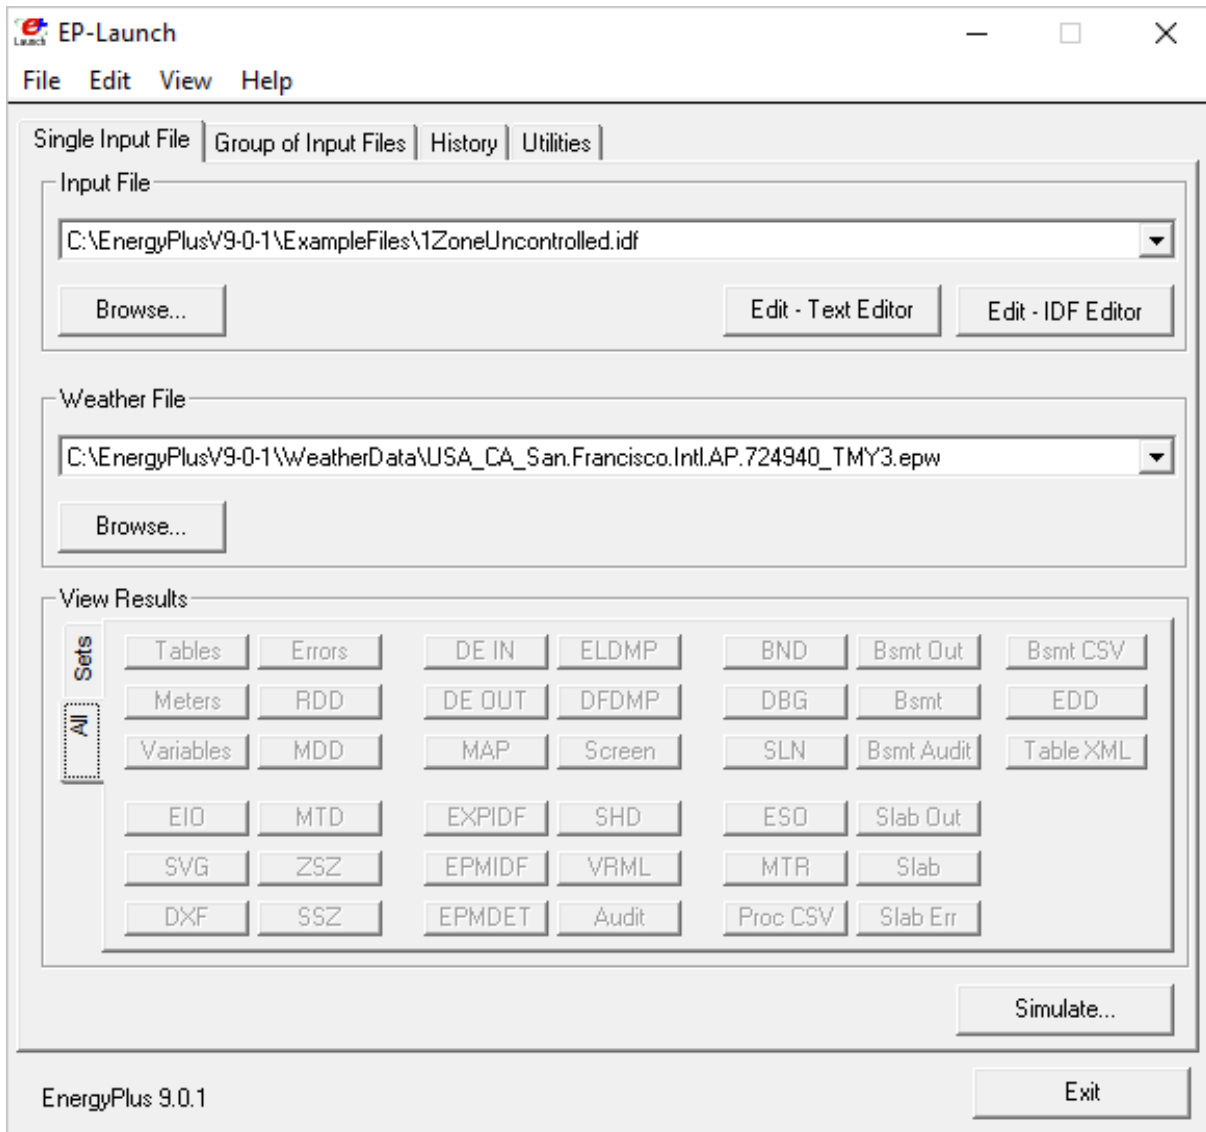 Launch EP-Launch
File Edit View Help
Single Input File Group of Input Files History Utilities
Input File
C:\EnergyPlusV9-0-1\ExampleFiles\1ZoneUncontrolled.idf
Browse... Edit - Text Editor Edit - IDF Editor
Weather File
C:\EnergyPlusV9-0-1\WeatherData\USA_CA_San.Francisco.Intl.AP.724940_TMY3.epw
Browse...
View Results
Sets
All
Tables Errors DE IN ELDMP BND Bsmt Out Bsmt CSV
Meters RDD DE OUT DFDMP DBG Bsmt EDD
Variables MDD MAP Screen SLN Bsmt Audit Table XML
EIO MTD EXPIDF SHD ESO Slab Out
SVG ZSZ EPMIDF VRML MTR Slab
DXF SSZ EPMDET Audit Proc CSV Slab Err
Simulate...
EnergyPlus 9.0.1 Exit